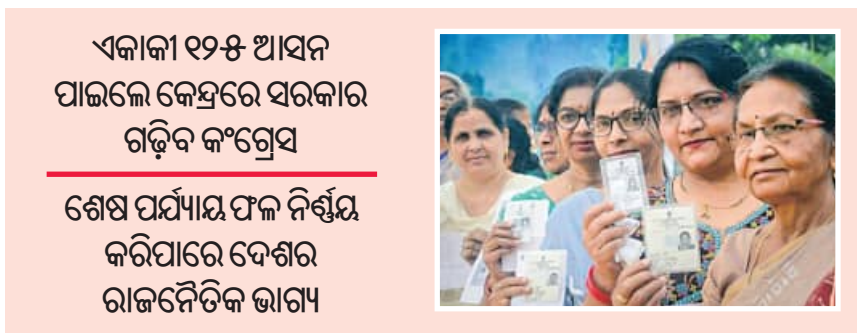 ଏକାକୀ ୧୨୫ ଆସନ
ପାଇଲେ କେନ୍ଦ୍ରରେ ସରକାର
ଗଢ଼ିବ କଂଗ୍ରେସ
ଶେଷ ପର୍ଯ୍ୟାୟ ଫଳ ନିର୍ଣ୍ଣୟ
କରିପାରେ ଦେଶର
ରାଜନୈତିକ ଭାଗ୍ୟ